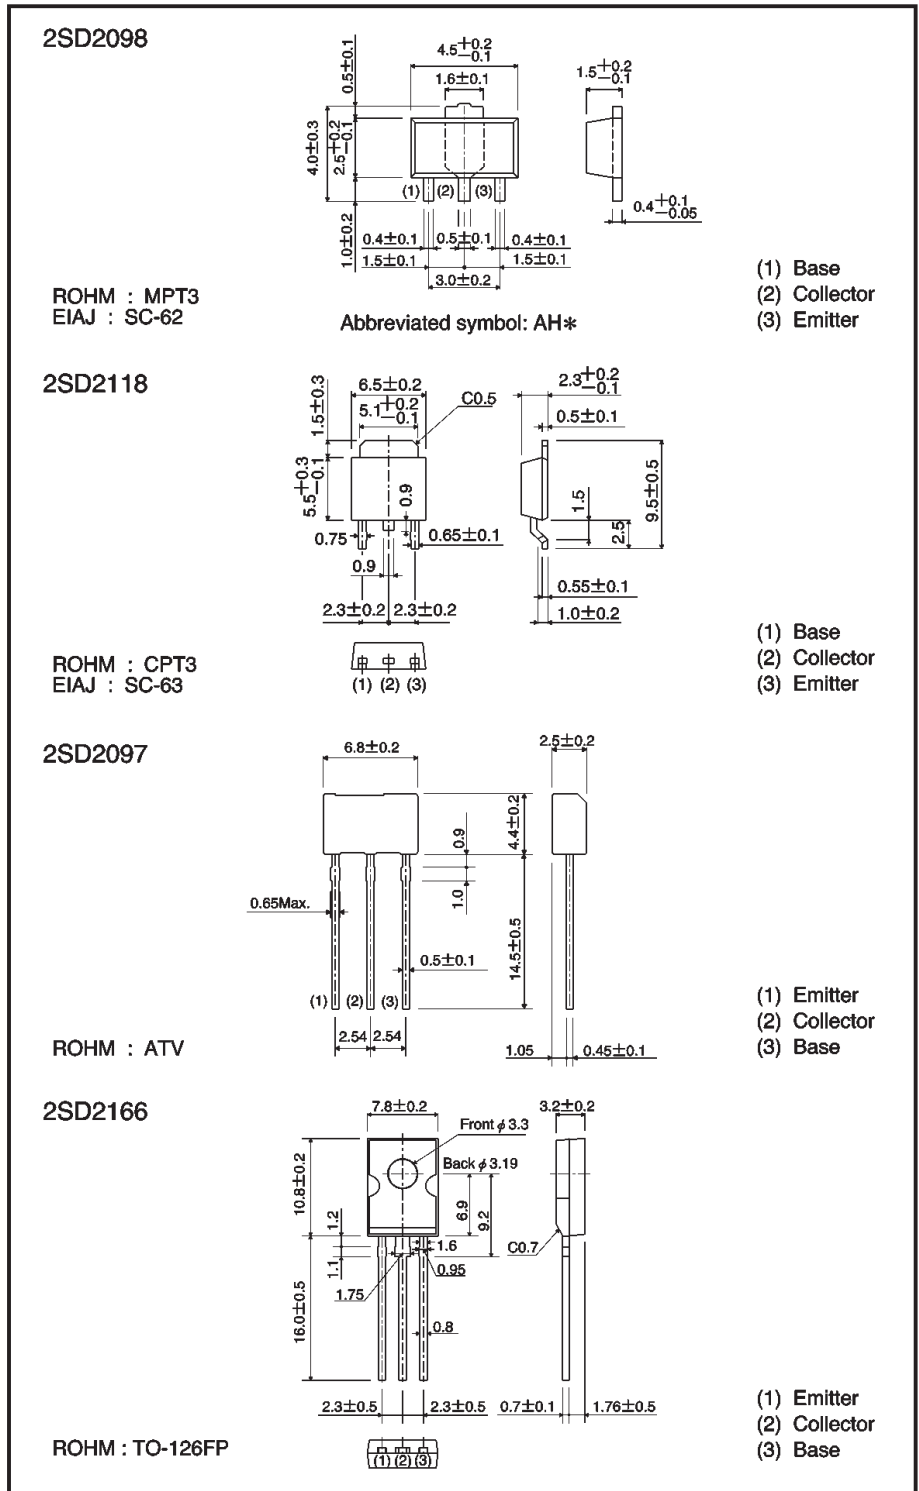 2SD2098
4.5+0.2−0.1
1.6±0.1
0.5±0.1
4.0±0.3
2.5+0.2−0.1
1.0±0.2
1.5+0.2−0.1
(1) (2) (3)
0.4+0.1−0.05
0.4±0.1 0.5±0.1 0.4±0.1
1.5±0.1 1.5±0.1
3.0±0.2
ROHM : MPT3
EIAJ : SC-62
Abbreviated symbol: AH*
(1) Base
(2) Collector
(3) Emitter
2SD2118
6.5±0.2
5.1+0.2−0.1
C0.5
1.5±0.3
5.5+0.3−0.1
0.9
0.75
0.65±0.1
0.9
2.3±0.2 2.3±0.2
2.3+0.2−0.1
0.5±0.1
1.5
2.5
9.5±0.5
0.55±0.1
1.0±0.2
(1) (2) (3)
ROHM : CPT3
EIAJ : SC-63
(1) Base
(2) Collector
(3) Emitter
2SD2097
6.8±0.2
2.5±0.2
0.9
4.4±0.2
1.0
0.65Max.
14.5±0.5
0.5±0.1
(1) (2) (3)
2.54 2.54
1.05 0.45±0.1
ROHM : ATV
(1) Emitter
(2) Collector
(3) Base
2SD2166
7.8±0.2
3.2±0.2
Front φ 3.3
Back φ 3.19
10.8±0.2
6.9
9.2
1.2
1.1
1.6
0.95
1.75
C0.7
16.0±0.5
0.8
2.3±0.5 2.3±0.5
0.7±0.1 1.76±0.5
(1) (2) (3)
ROHM : TO-126FP
(1) Emitter
(2) Collector
(3) Base